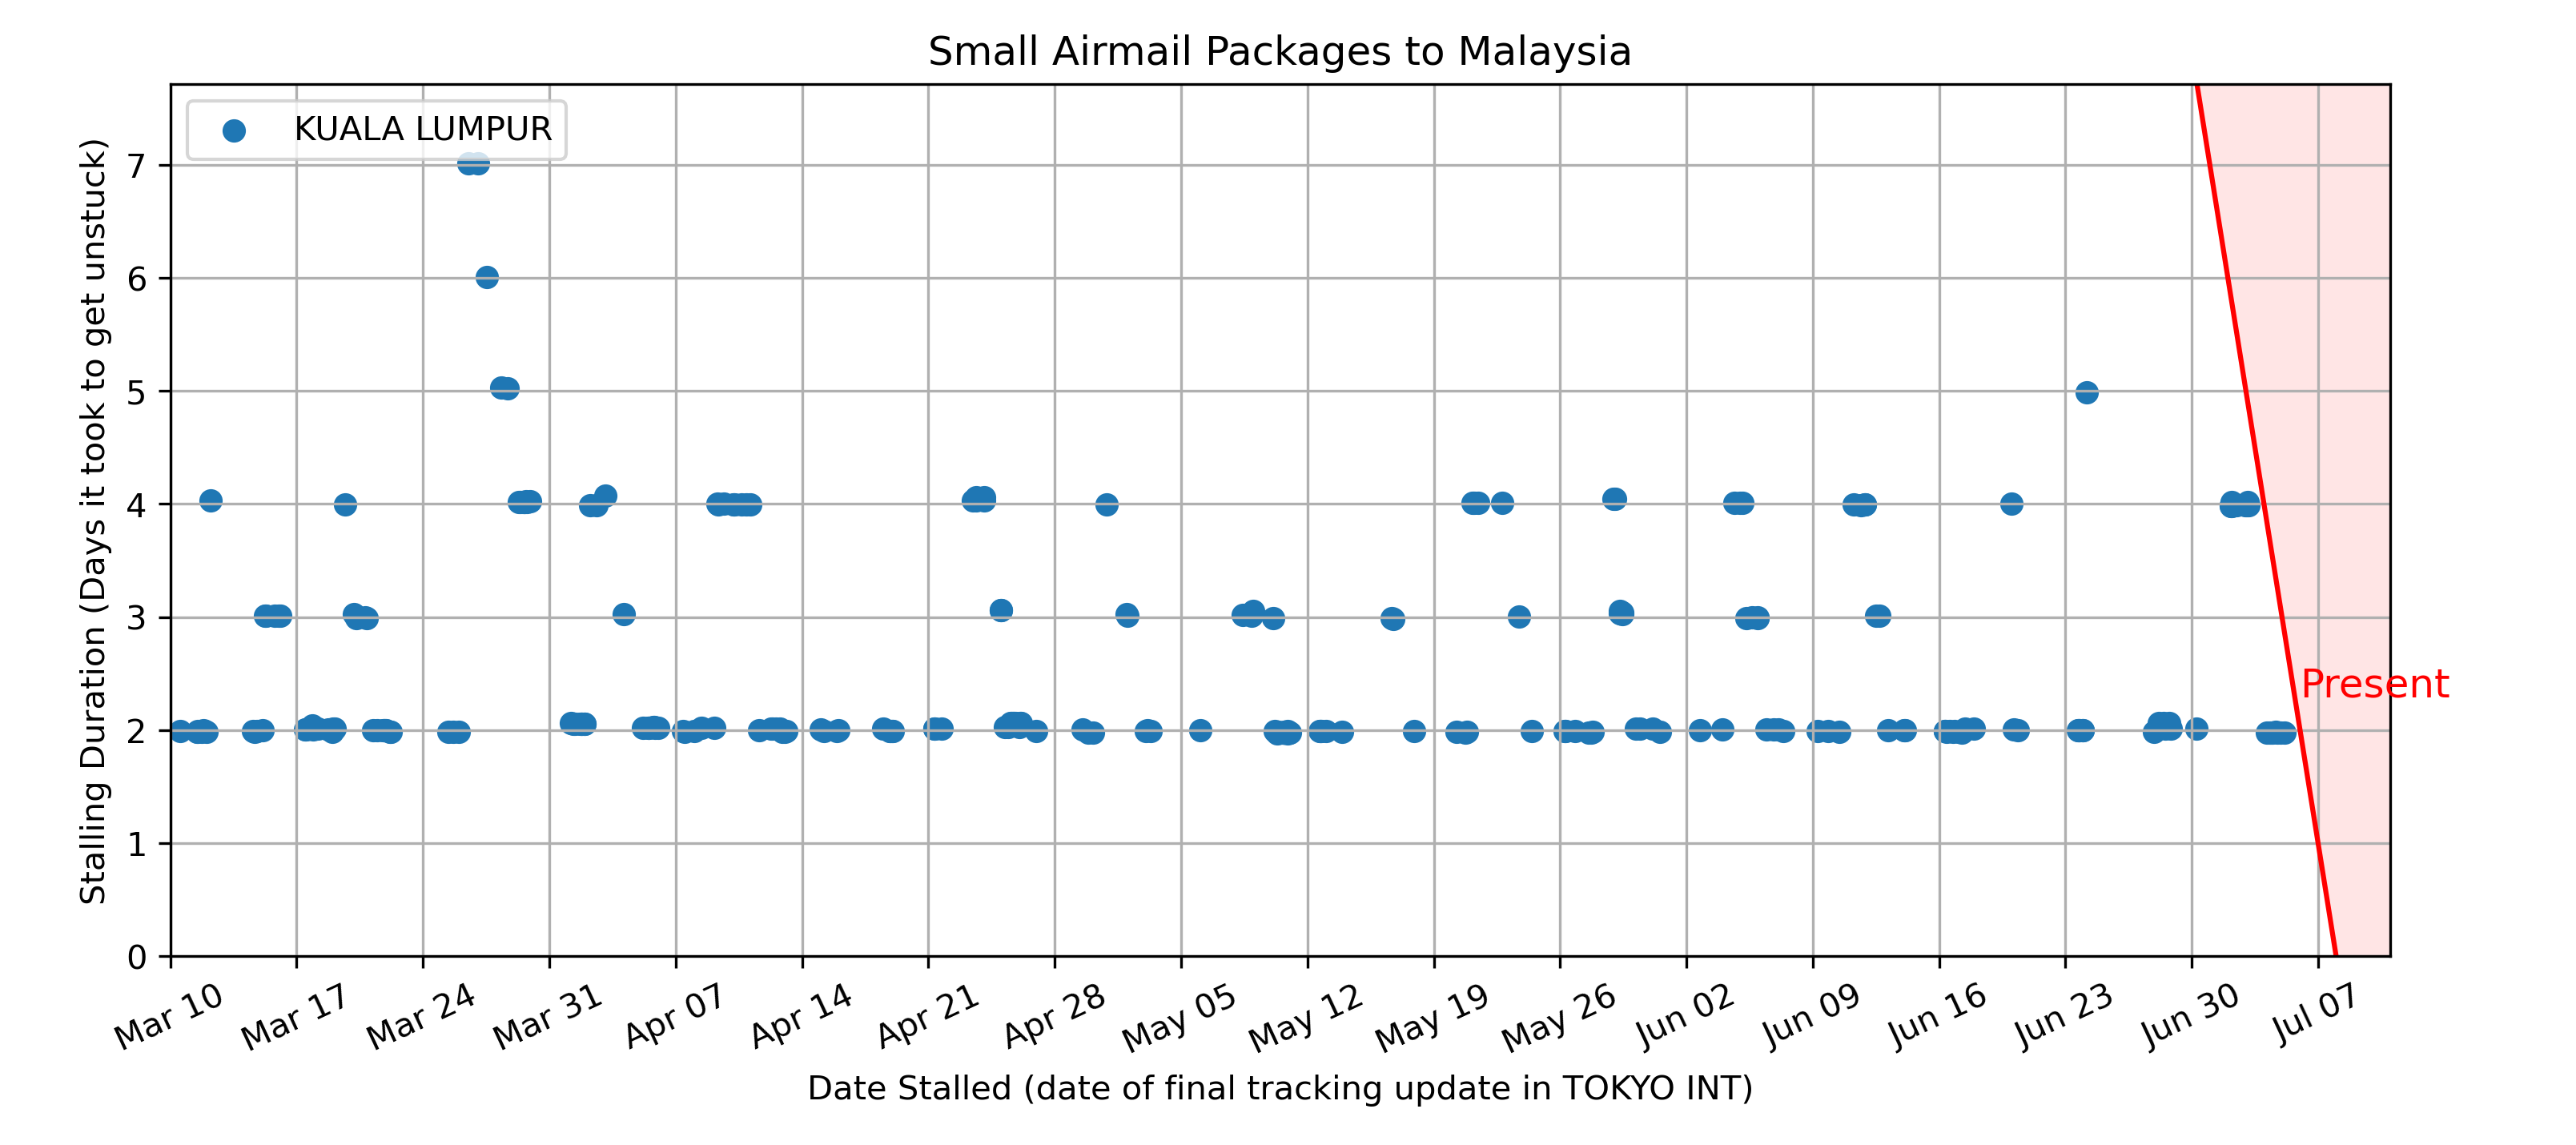 Small Airmail Packages to Malaysia
KUALA LUMPUR
Stalling Duration (Days it took to get unstuck)
7
6
5
4
3
2
1
0
Present
Mar 10
Mar 17
Mar 24
Mar 31
Apr 07
Apr 14
Apr 21
Apr 28
May 05
May 12
May 19
May 26
Jun 02
Jun 09
Jun 16
Jun 23
Jun 30
Jul 07
Date Stalled (date of final tracking update in TOKYO INT)